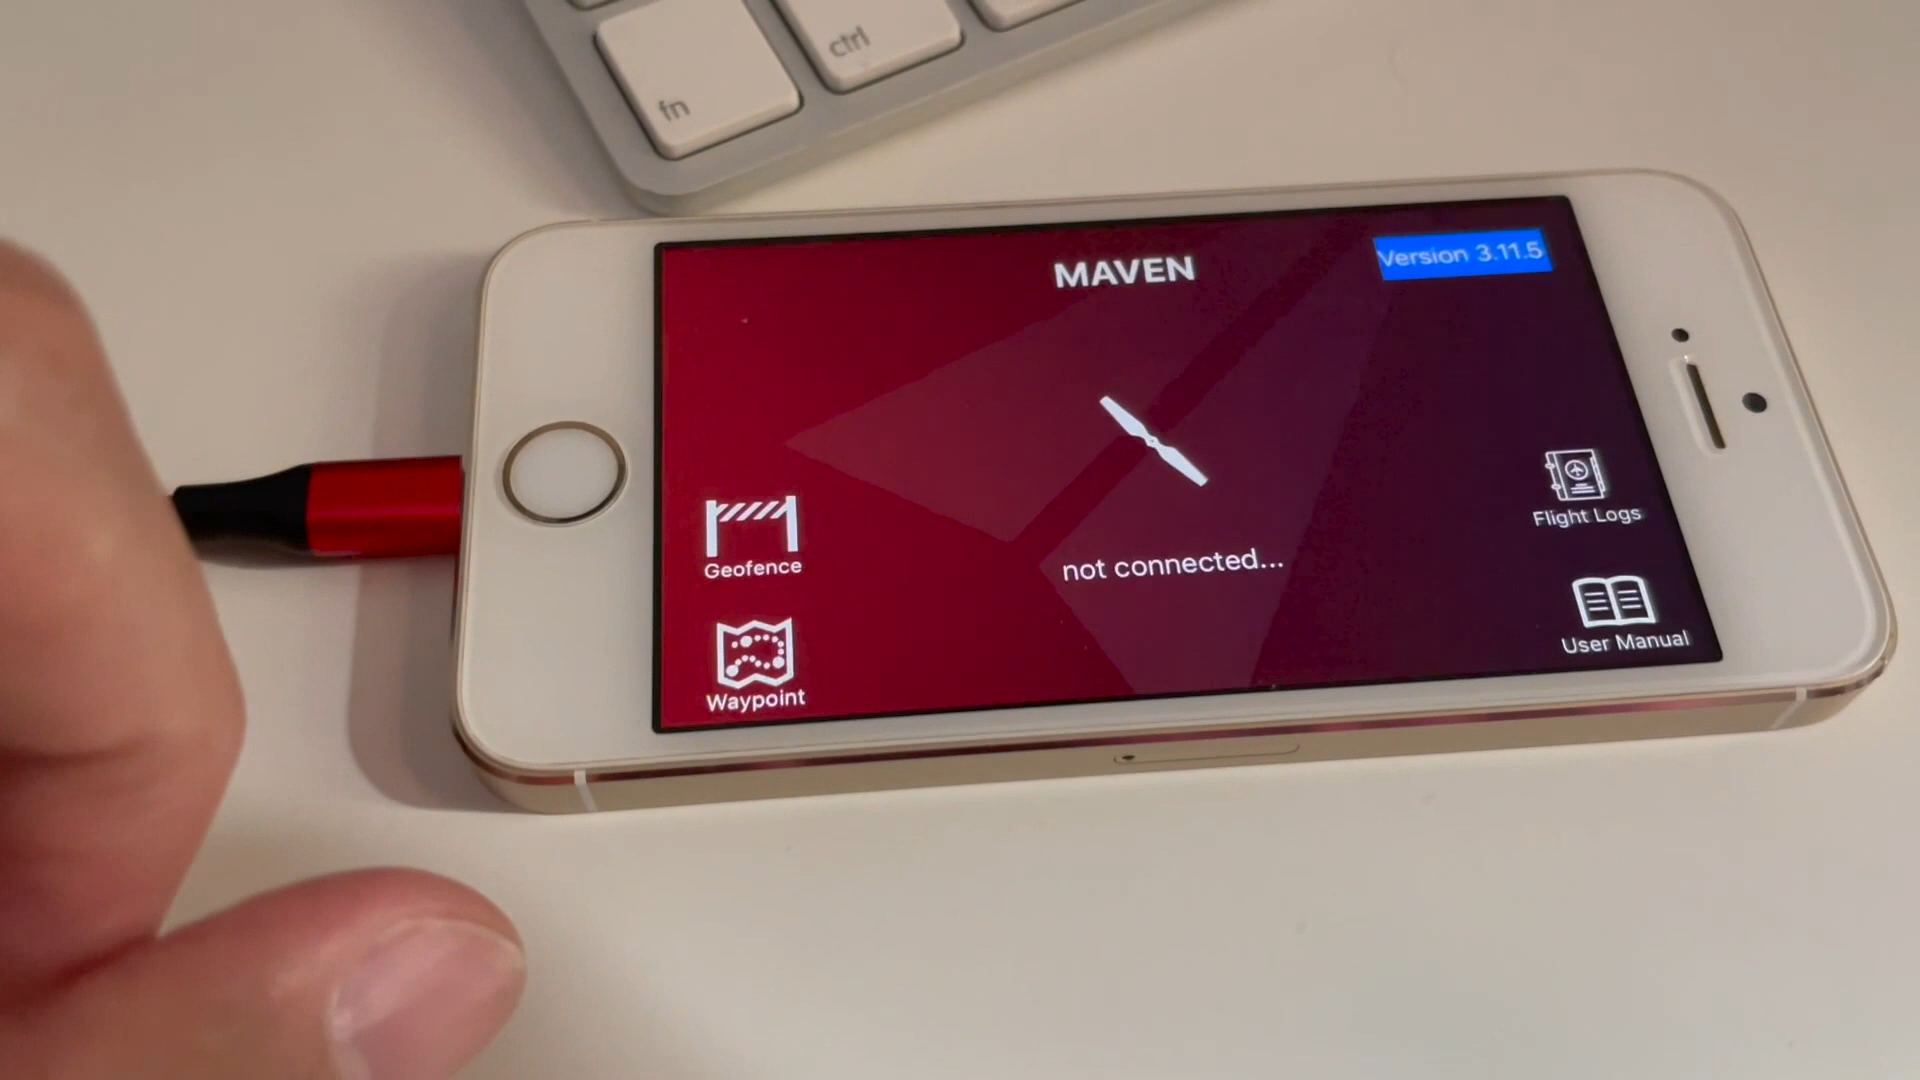 fn
ctrl
MAVEN
Version 3.11.5
not connected...
Geofence
Waypoint
Flight Logs
User Manual